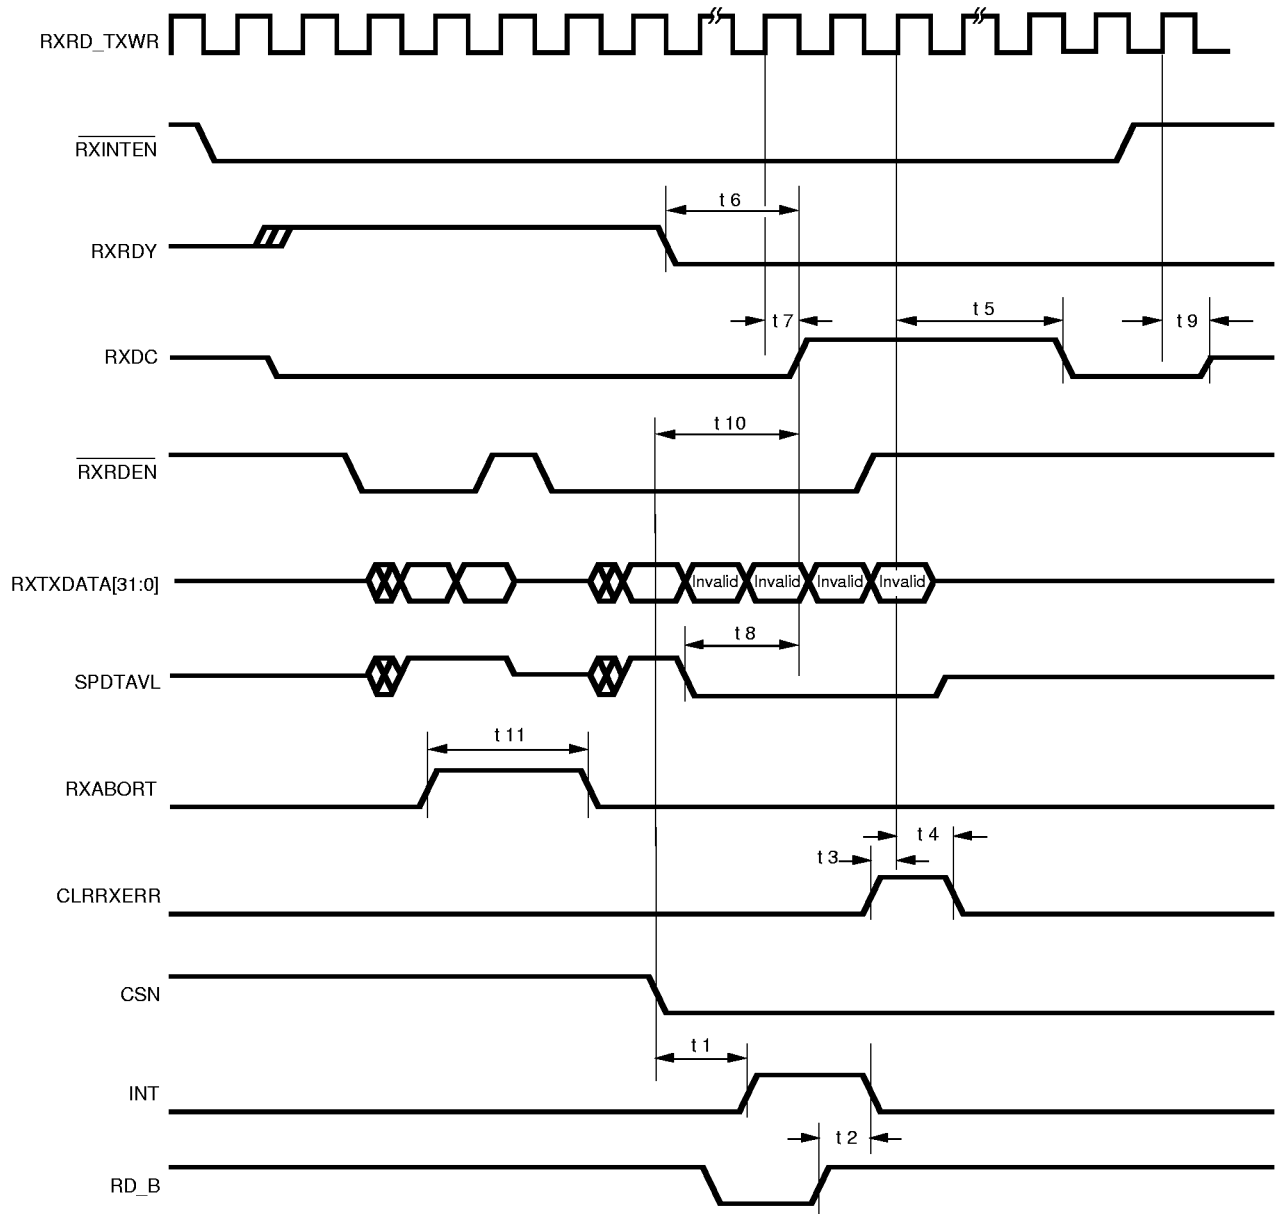 RXRD_TXWR
RXINTEN
t 6
RXRDY
t 7
t 5
t 9
RXDC
t 10
RXRDEN
RXTXDATA[31:0]
Invalid Invalid Invalid Invalid
t 8
SPDTAVL
t 11
RXABORT
t 4
t 3
CLRRXERR
CSN
t 1
INT
t 2
RD_B